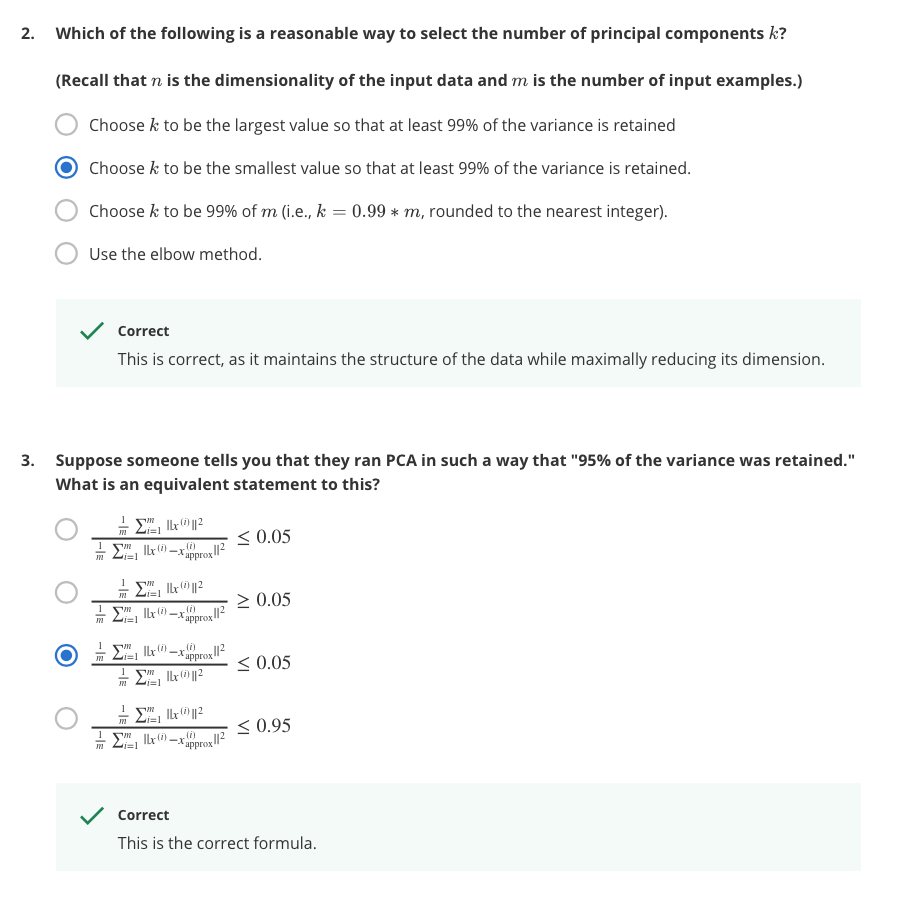 2. Which of the following is a reasonable way to select the number of principal components k?
(Recall that n is the dimensionality of the input data and m is the number of input examples.)
Choose k to be the largest value so that at least 99% of the variance is retained
Choose k to be the smallest value so that at least 99% of the variance is retained.
Choose k to be 99% of m (i.e., k = 0.99 ∗ m, rounded to the nearest integer).
Use the elbow method.
Correct
This is correct, as it maintains the structure of the data while maximally reducing its dimension.
3. Suppose someone tells you that they ran PCA in such a way that "95% of the variance was retained."
What is an equivalent statement to this?
\frac{\frac{1}{m} \sum_{i=1}^{m} ||x^{(i)}||^2}{\frac{1}{m} \sum_{i=1}^{m} ||x^{(i)} - x_{approx}^{(i)}||^2} ≤ 0.05
\frac{\frac{1}{m} \sum_{i=1}^{m} ||x^{(i)}||^2}{\frac{1}{m} \sum_{i=1}^{m} ||x^{(i)} - x_{approx}^{(i)}||^2} ≥ 0.05
\frac{\frac{1}{m} \sum_{i=1}^{m} ||x^{(i)} - x_{approx}^{(i)}||^2}{\frac{1}{m} \sum_{i=1}^{m} ||x^{(i)}||^2} ≤ 0.05
\frac{\frac{1}{m} \sum_{i=1}^{m} ||x^{(i)}||^2}{\frac{1}{m} \sum_{i=1}^{m} ||x^{(i)} - x_{approx}^{(i)}||^2} ≤ 0.95
Correct
This is the correct formula.